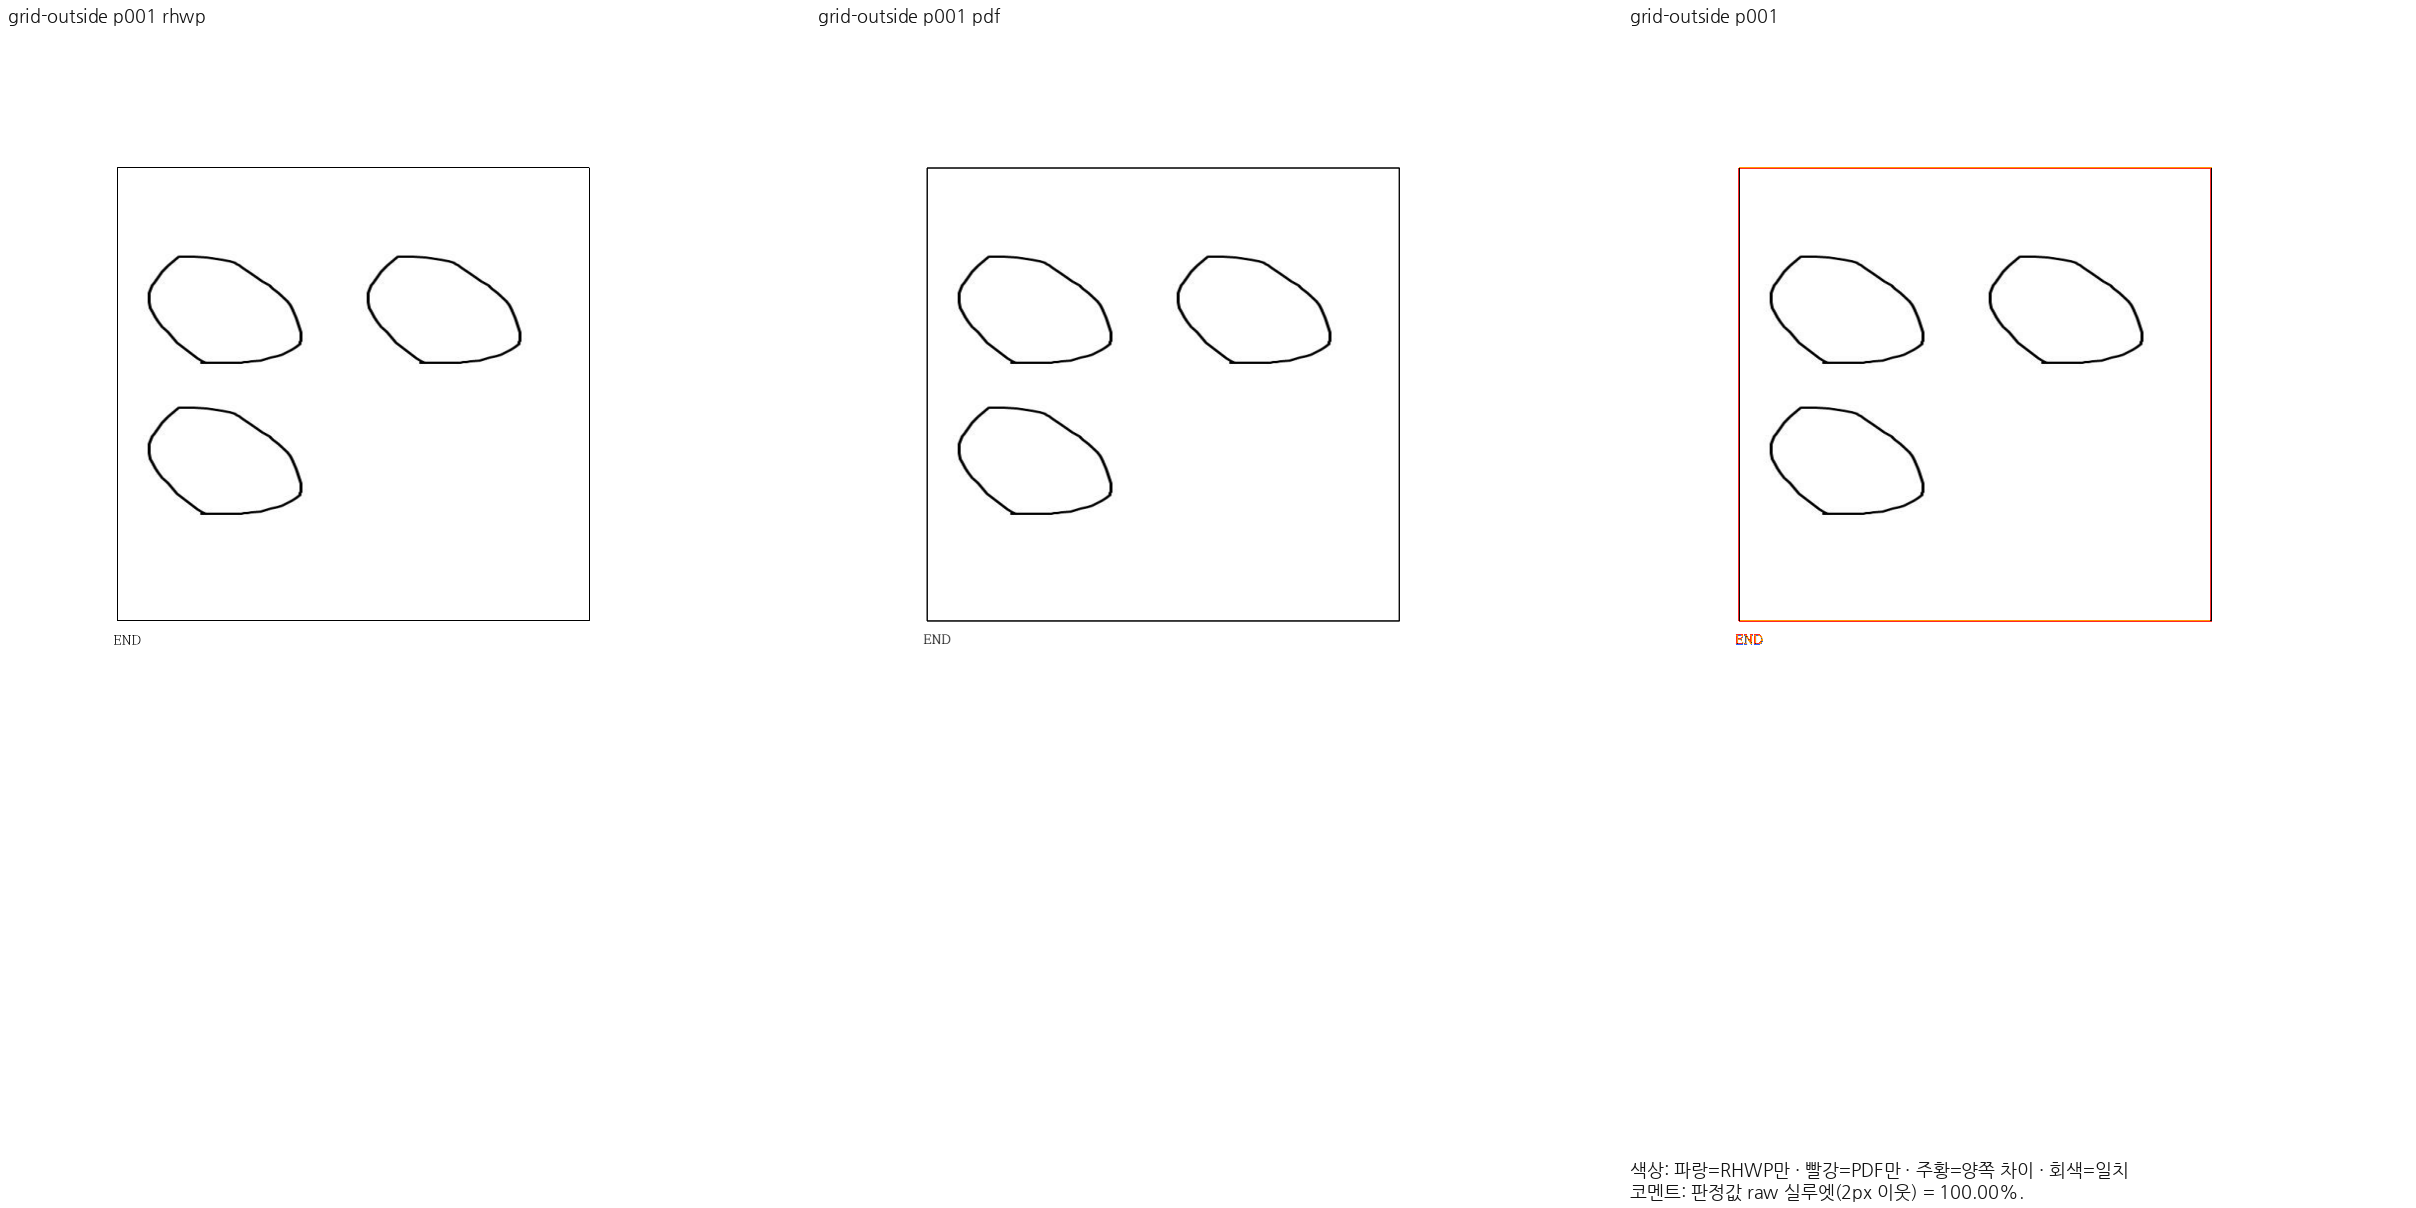 grid-outside p001 rhwp
grid-outside p001 pdf
grid-outside p001
END
END
END
색상: 파랑=RHWP만 · 빨강=PDF만 · 주황=양쪽 차이 · 회색=일치
코멘트: 판정값 raw 실루엣(2px 이웃) = 100.00%.